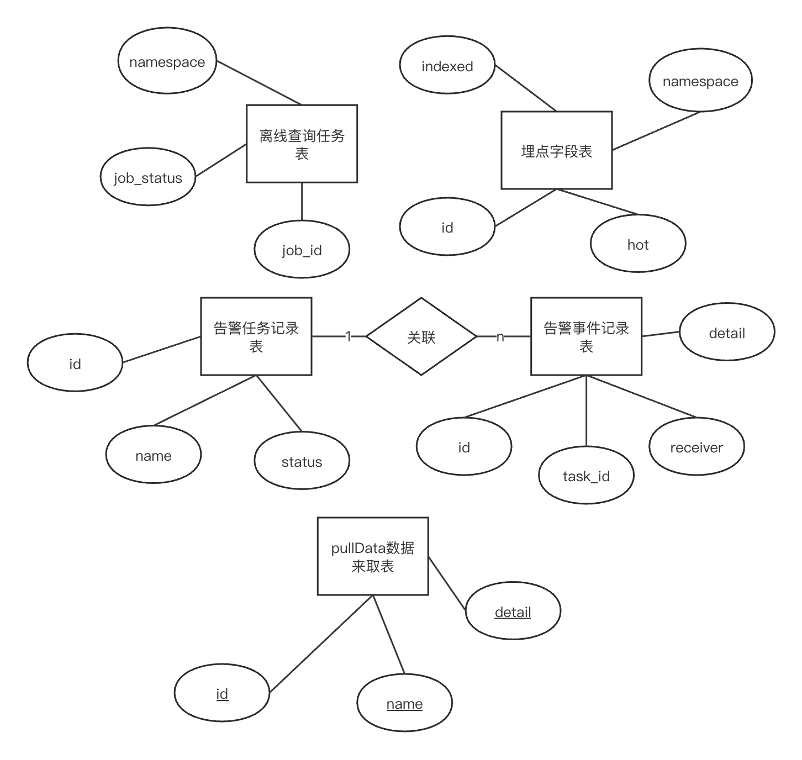 namespace
indexed
namespace
离线查询任务
表
埋点字段表
job_status
id
hot
job_id
告警任务记录
表
1
关联
n
告警事件记录
表
detail
id
name
status
id
task_id
receiver
pullData数据
来取表
detail
id
name